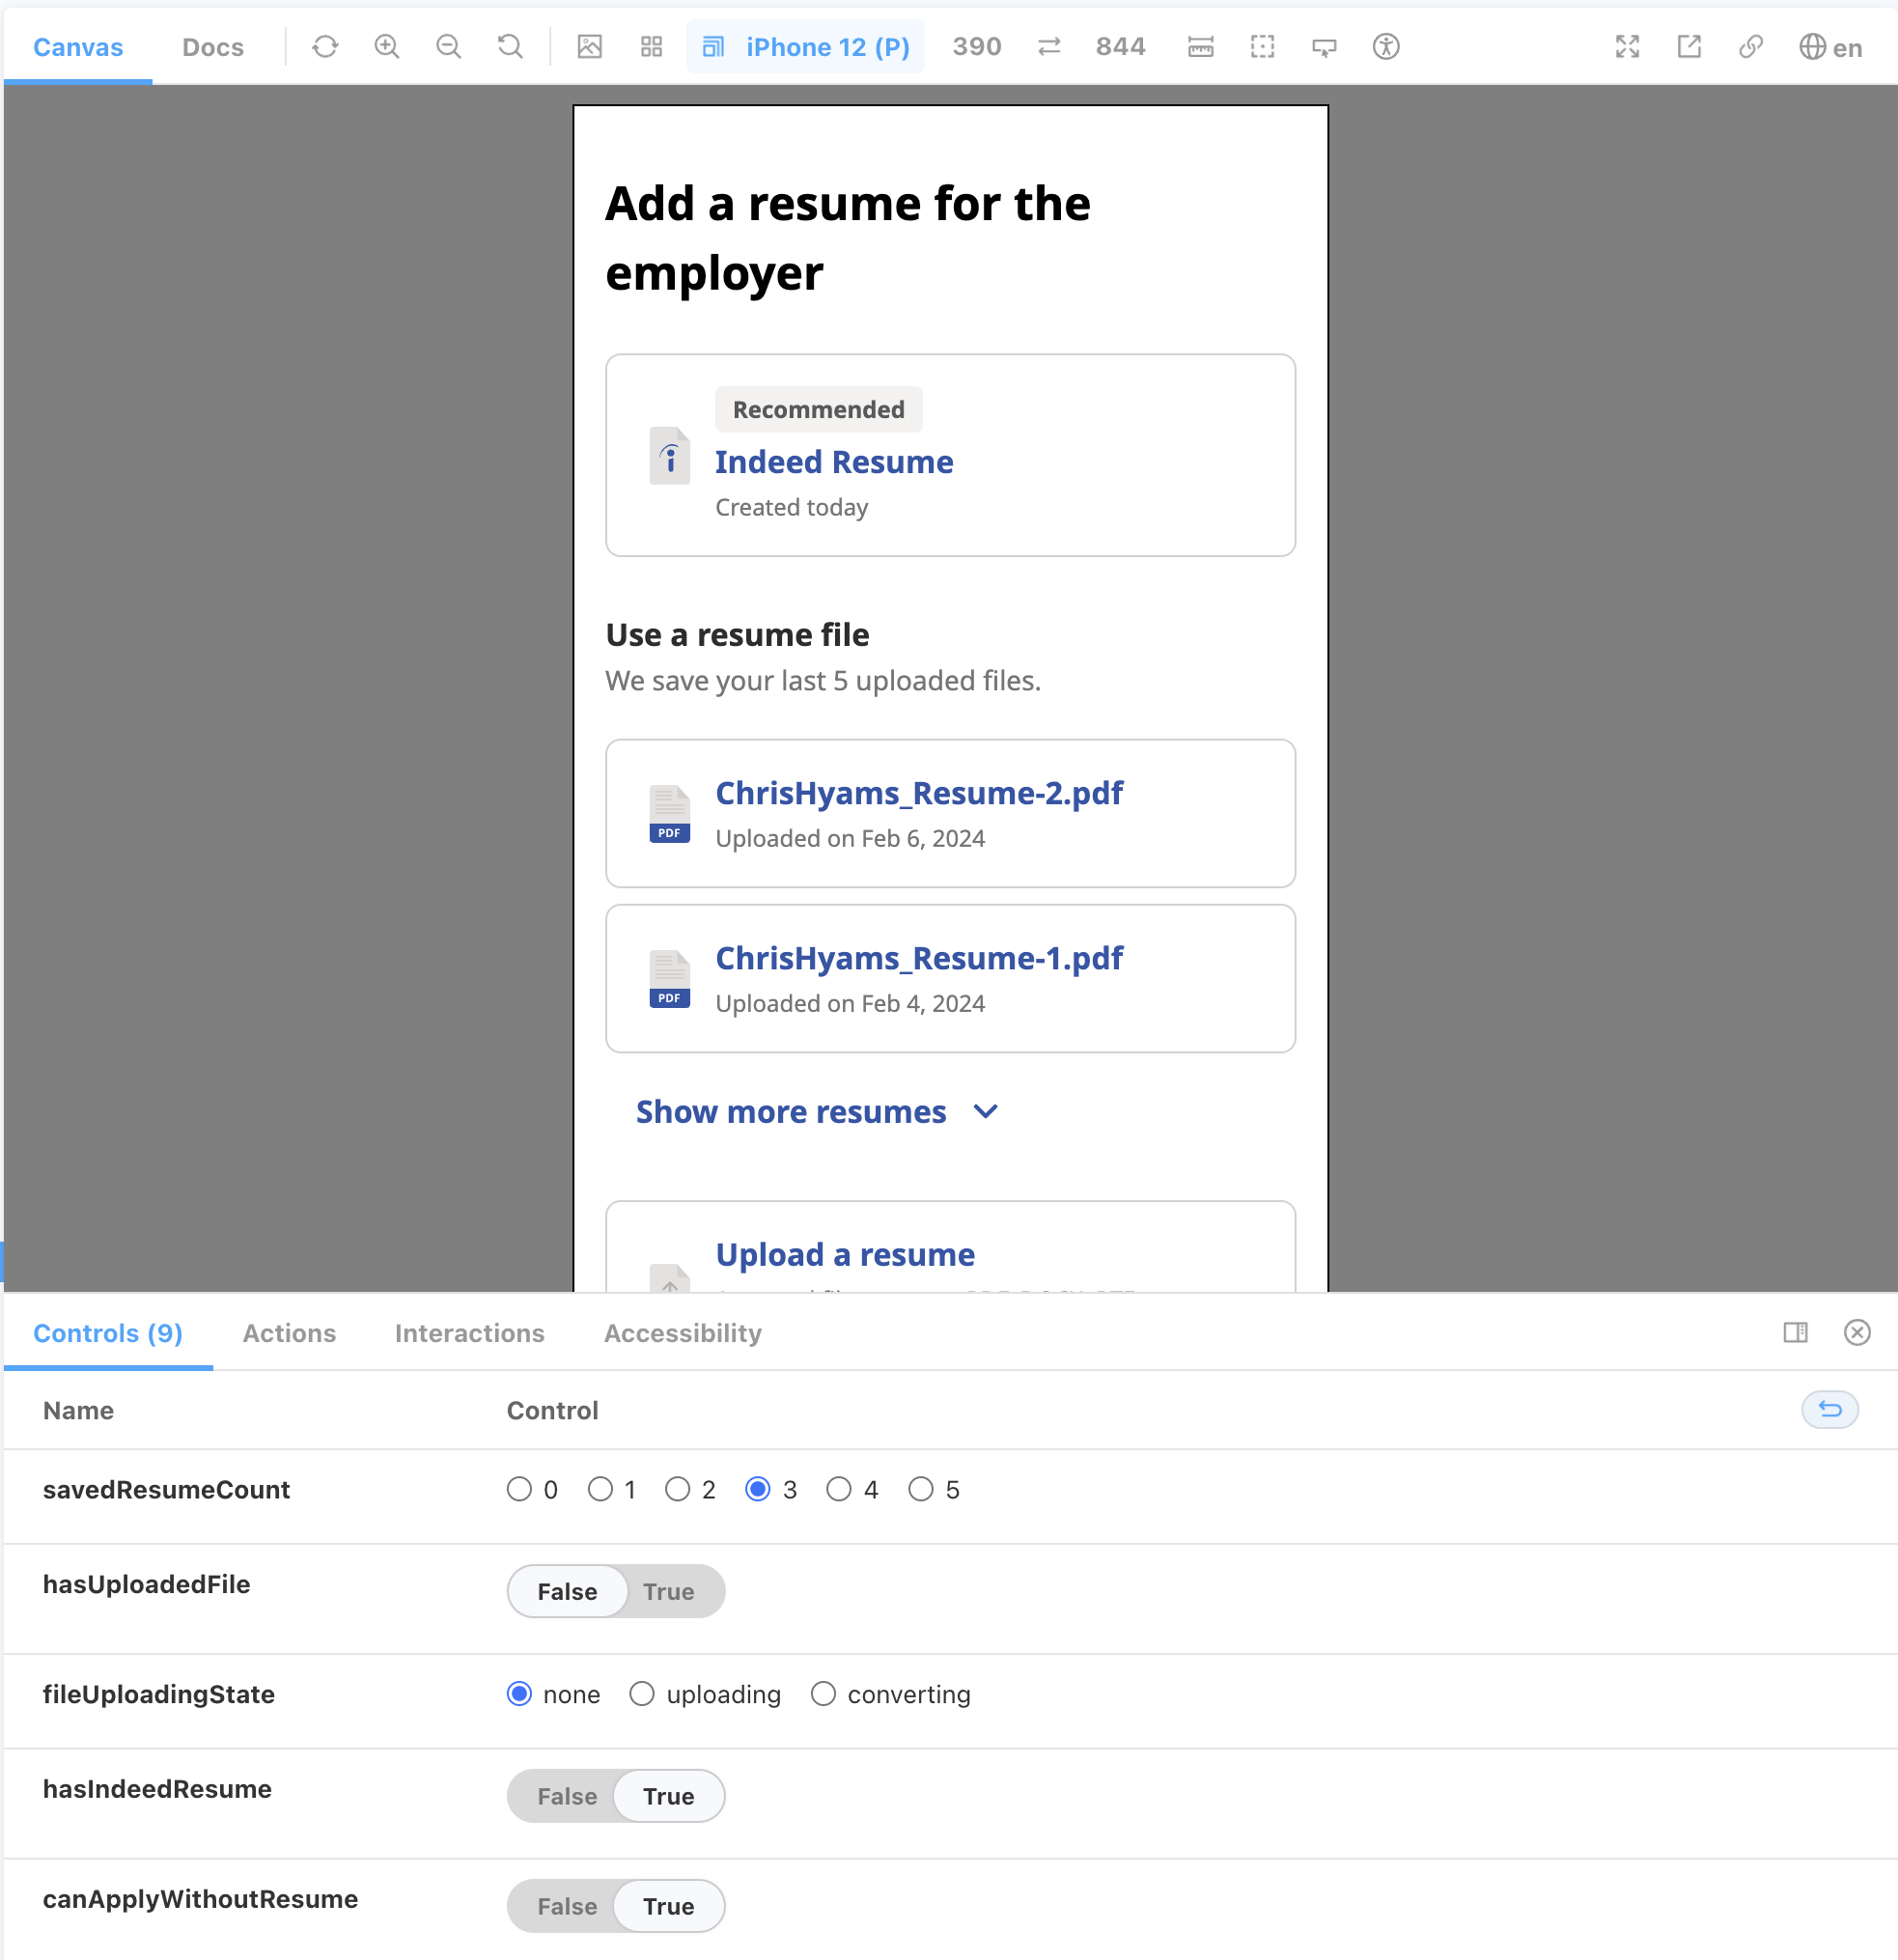 Canvas Docs iPhone 12 (P) 390 844 en
Add a resume for the
employer
Recommended
Indeed Resume
Created today
Use a resume file
We save your last 5 uploaded files.
ChrisHyams_Resume-2.pdf
PDF
Uploaded on Feb 6, 2024
ChrisHyams_Resume-1.pdf
PDF
Uploaded on Feb 4, 2024
Show more resumes
Upload a resume
Controls (9) Actions Interactions Accessibility
Name Control
savedResumeCount 0 1 2 3 4 5
hasUploadedFile False True
fileUploadingState none uploading converting
hasIndeedResume False True
canApplyWithoutResume False True